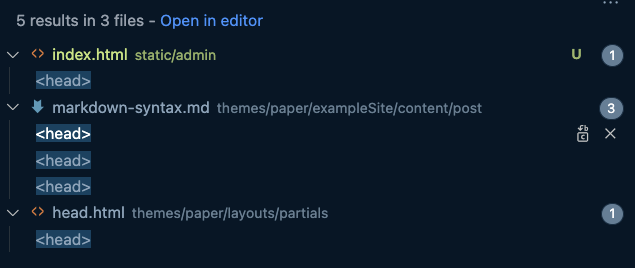 5 results in 3 files - Open in editor
index.html static/admin U 1
<head>
markdown-syntax.md themes/paper/exampleSite/content/post 3
<head>
<head>
<head>
head.html themes/paper/layouts/partials 1
<head>